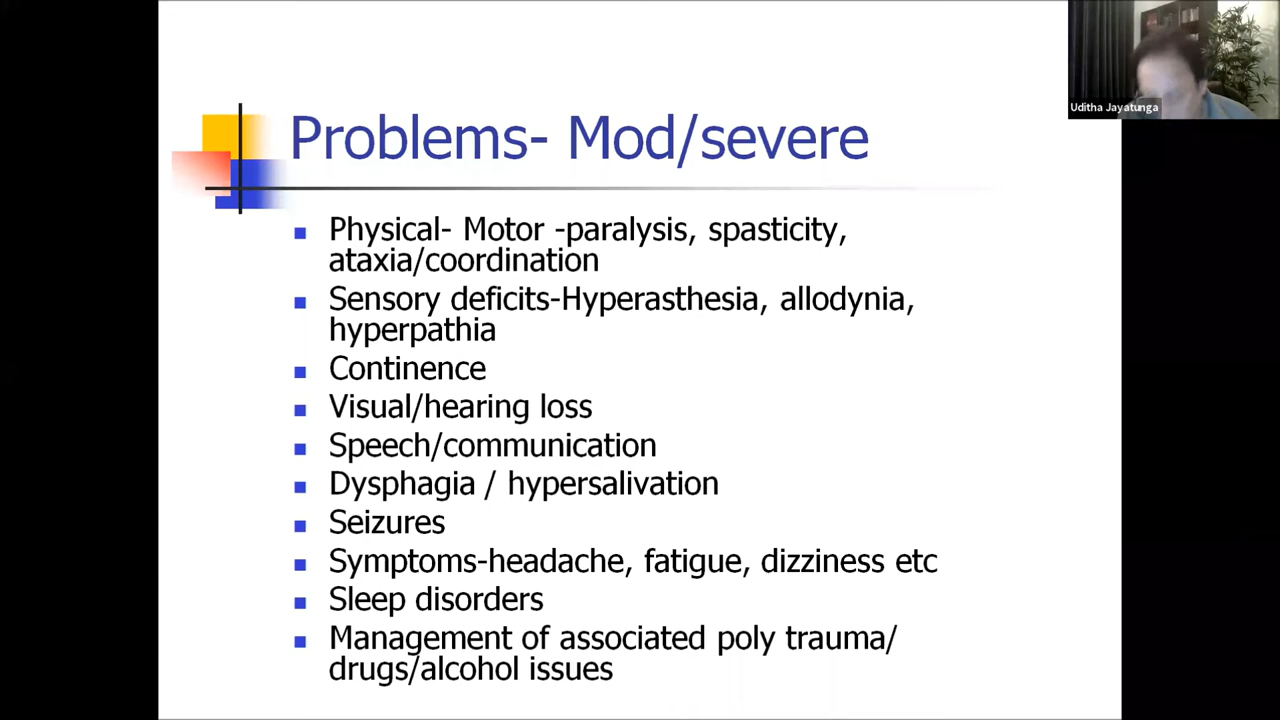 Uditha Jayatunga
Problems- Mod/severe
Physical- Motor -paralysis, spasticity,
ataxia/coordination
Sensory deficits-Hyperasthesia, allodynia,
hyperpathia
Continence
Visual/hearing loss
Speech/communication
Dysphagia / hypersalivation
Seizures
Symptoms-headache, fatigue, dizziness etc
Sleep disorders
Management of associated poly trauma/
drugs/alcohol issues